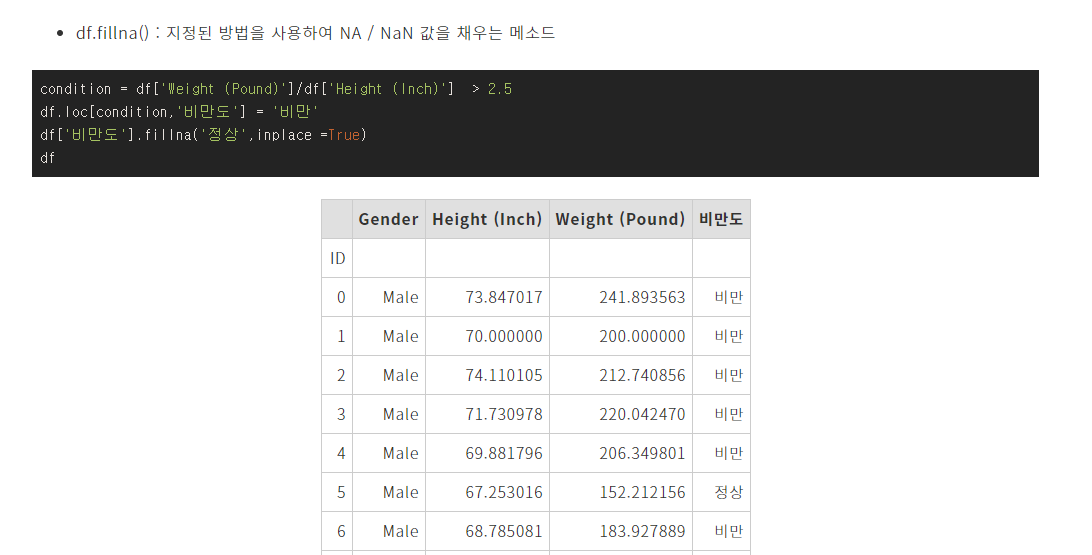 • df.fillna() : 지정된 방법을 사용하여 NA / NaN 값을 채우는 메소드
condition = df['Weight (Pound)']/df['Height (Inch)']  > 2.5
df.loc[condition,'비만도'] = '비만'
df['비만도'].fillna('정상',inplace =True)
df
Gender Height (Inch) Weight (Pound) 비만도
ID
0 Male 73.847017 241.893563 비만
1 Male 70.000000 200.000000 비만
2 Male 74.110105 212.740856 비만
3 Male 71.730978 220.042470 비만
4 Male 69.881796 206.349801 비만
5 Male 67.253016 152.212156 정상
6 Male 68.785081 183.927889 비만